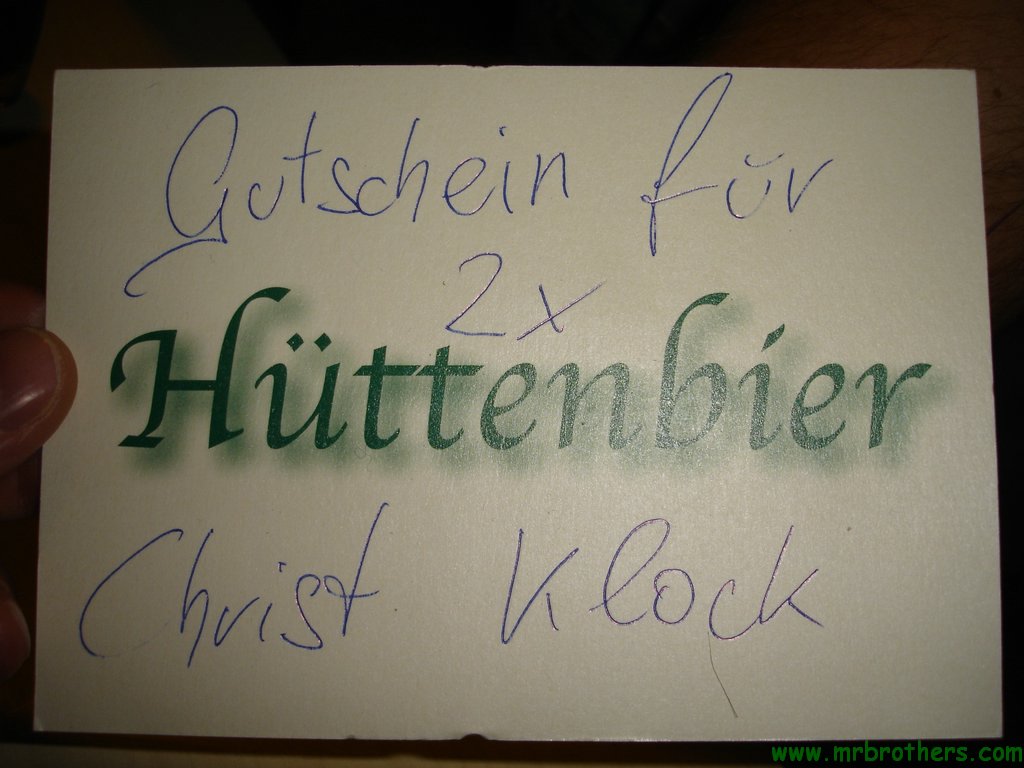 Gutschein für
2x
Hüttenbier
Christ Klock
www.mrbrothers.com